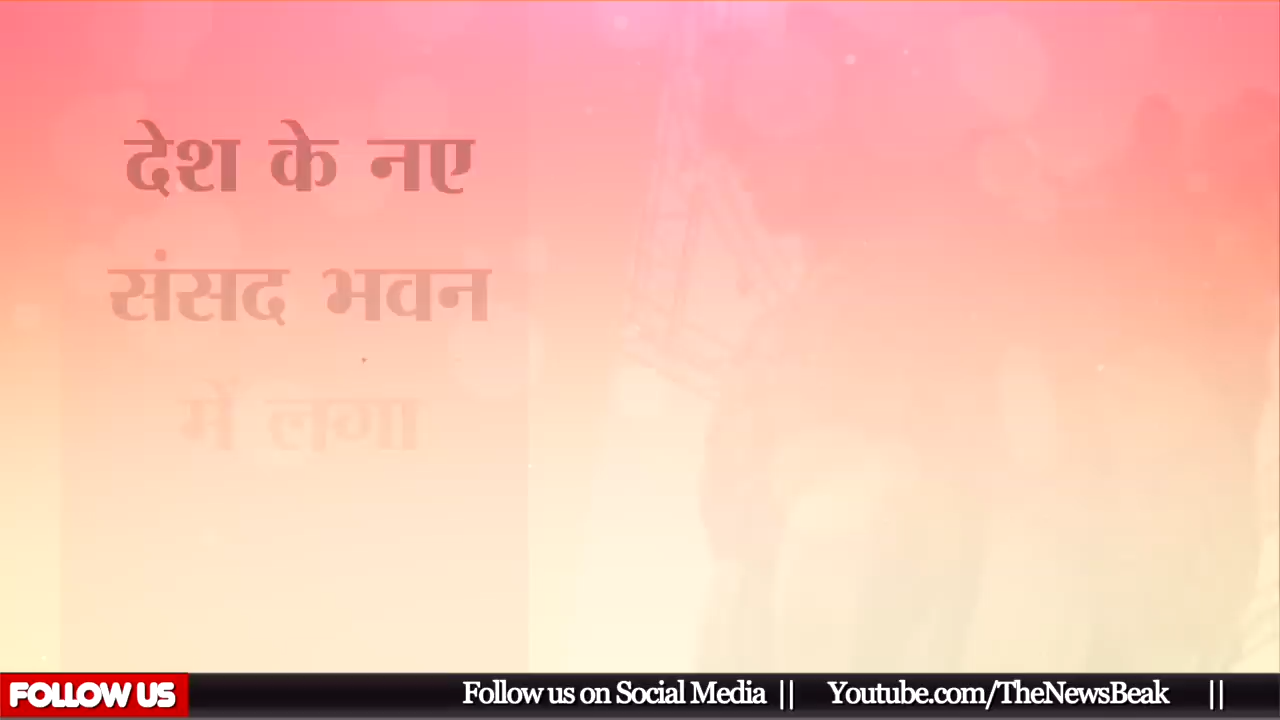 देश के नए
संसद भवन
में लगा
FOLLOW US
Follow us on Social Media || Youtube.com/TheNewsBeak ||